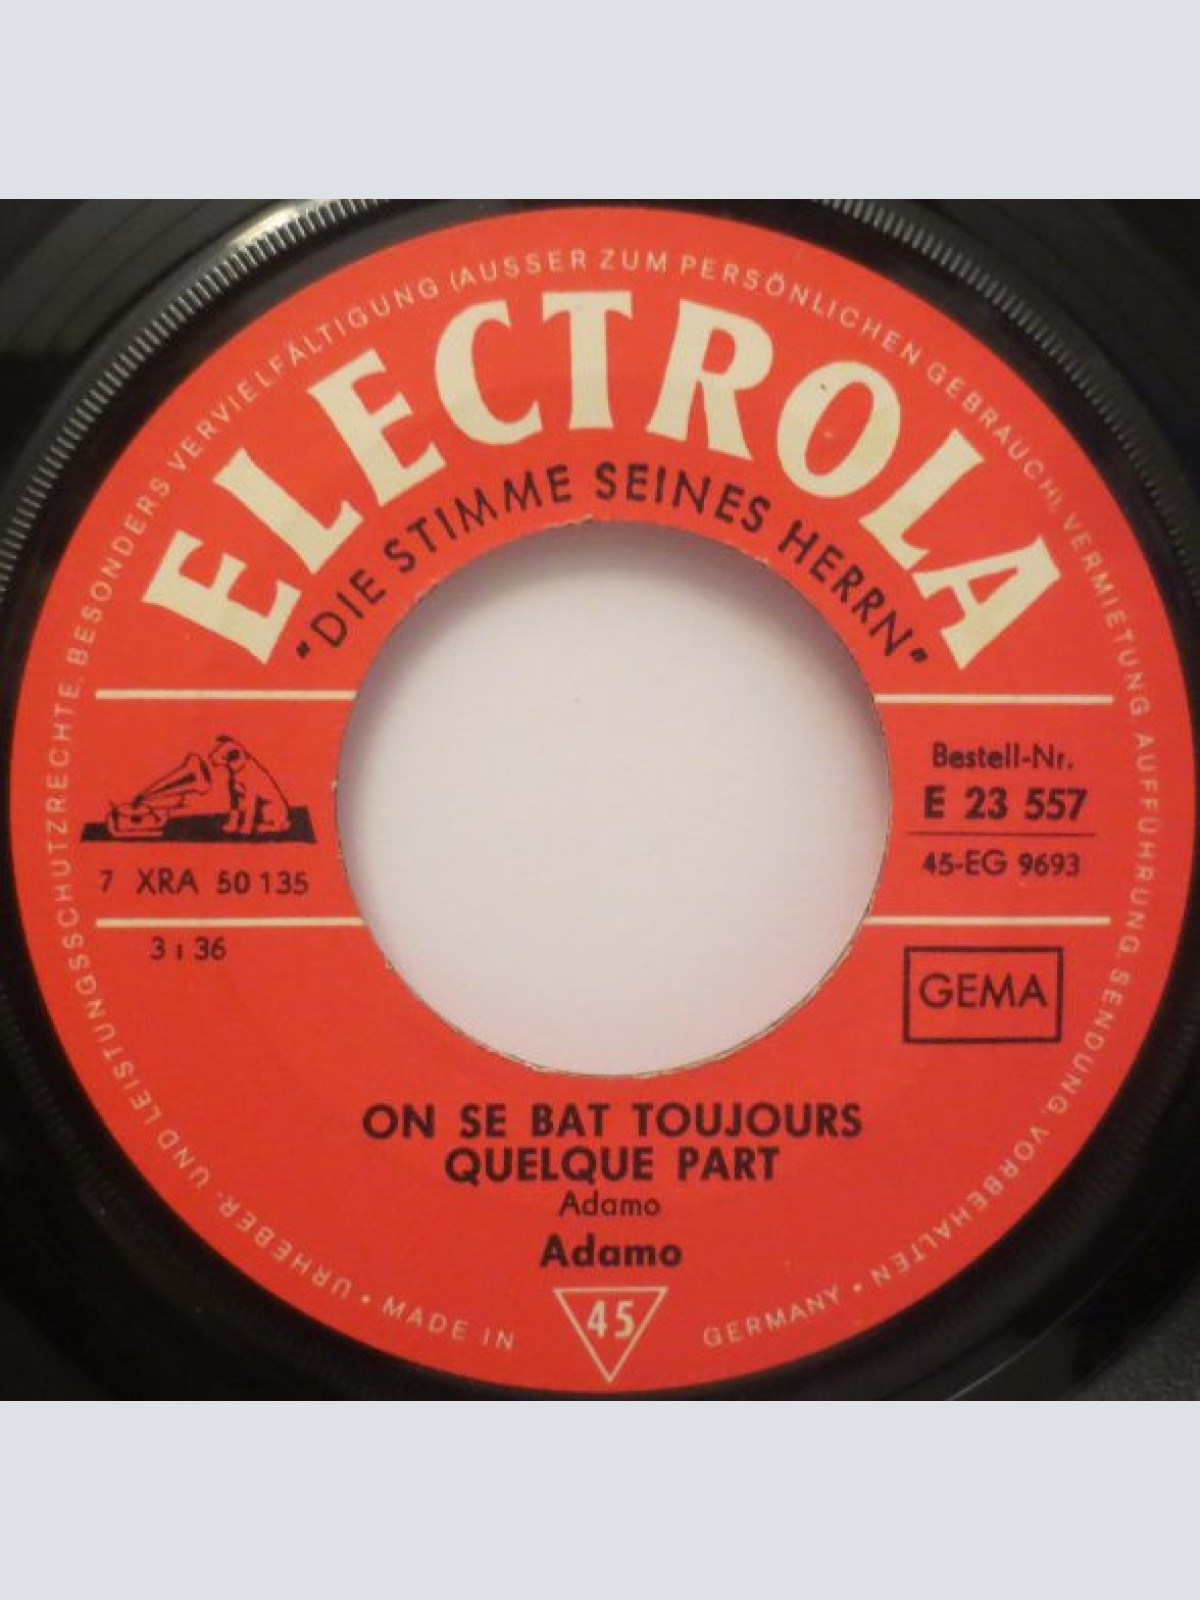 ELECTROLA
"DIE STIMME SEINES HERRN"
Bestell-Nr.
E 23 557
45-EG 9693
7 XRA 50 135
3 : 36
GEMA
ON SE BAT TOUJOURS
QUELQUE PART
Adamo
Adamo
45
URHEBER- UND LEISTUNGSSCHUTZRECHTE, BESONDERS VERVIELFÄLTIGUNG (AUSSER ZUM PERSÖNLICHEN GEBRAUCH), VERMIETUNG, AUFFÜHRUNG, SENDUNG, VORBEHALTEN •
MADE IN GERMANY •